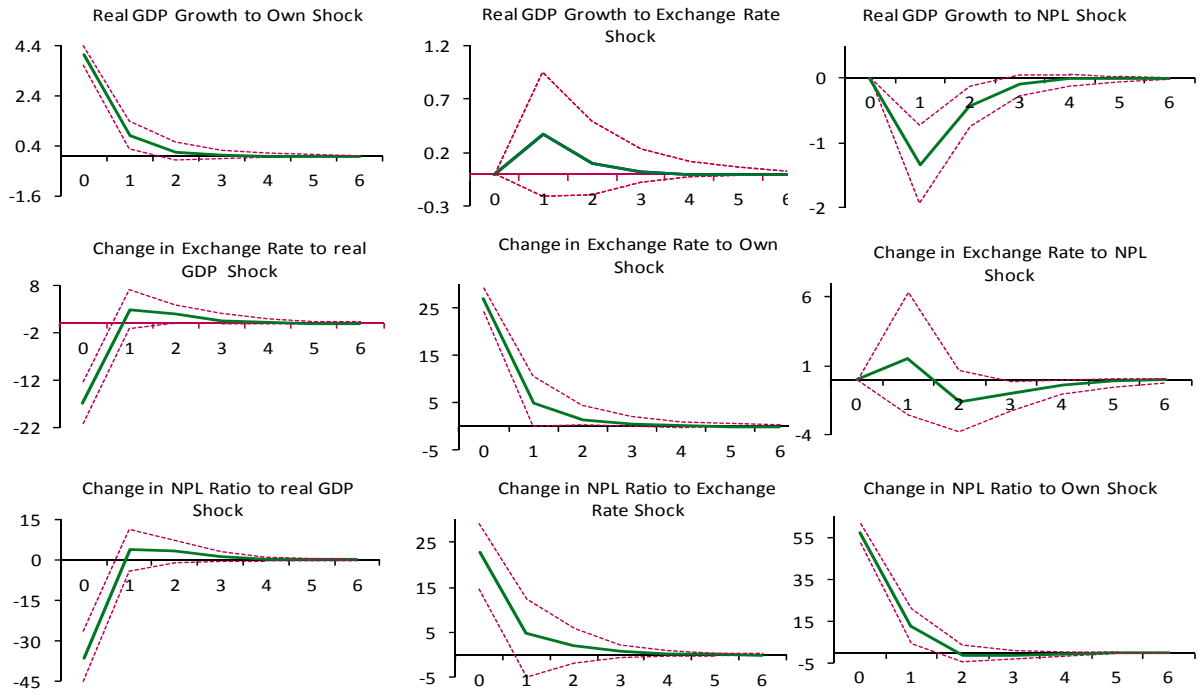 Real GDP Growth to Own Shock
4.4
2.4
0.4
-1.6
0 1 2 3 4 5 6
Real GDP Growth to Exchange Rate
Shock
1.2
0.7
0.2
-0.3
0 1 2 3 4 5 6
Real GDP Growth to NPL Shock
0
-1
-2
0 1 2 3 4 5 6
Change in Exchange Rate to real
GDP Shock
8
-2
-12
-22
0 1 2 3 4 5 6
Change in Exchange Rate to Own
Shock
25
15
5
-5
0 1 2 3 4 5 6
Change in Exchange Rate to NPL
Shock
6
1
-4
0 1 2 3 4 5 6
Change in NPL Ratio to real GDP
Shock
15
0
-15
-30
-45
0 1 2 3 4 5 6
Change in NPL Ratio to Exchange
Rate Shock
25
15
5
-5
0 1 2 3 4 5 6
Change in NPL Ratio to Own Shock
55
35
15
-5
0 1 2 3 4 5 6